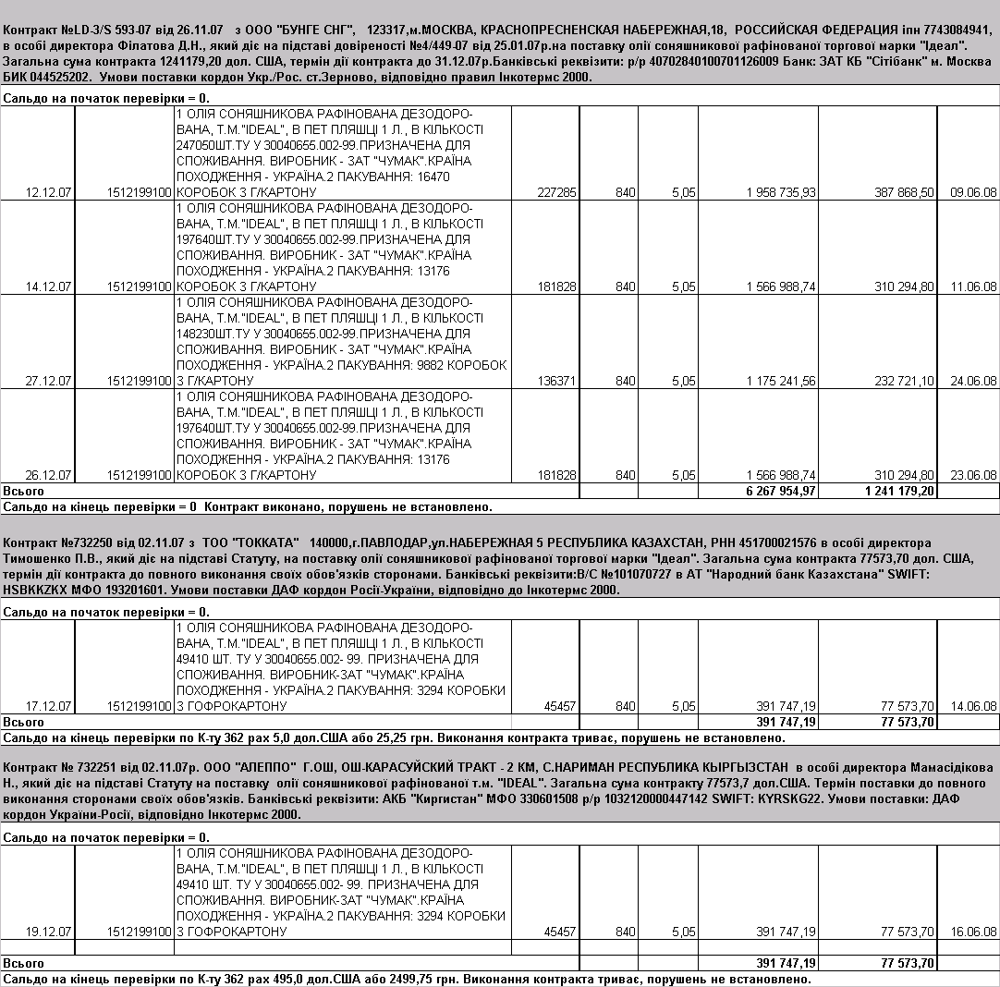 Контракт №LD-3/S 593-07 від 26.11.07 з ООО "БУНГЕ СНГ", 123317,м.МОСКВА, КРАСНОПРЕСНЕНСКАЯ НАБЕРЕЖНАЯ,18, РОССИЙСКАЯ ФЕДЕРАЦИЯ іпн 7743084941,
в особі директора Філатова Д.Н., який діє на підставі довіреності №4/449-07 від 25.01.07р.на поставку олії соняшникової рафінованої торгової марки "Ідеал".
Загальна сума контракта 1241179,20 дол. США, термін дії контракта до 31.12.07р.Банківські реквізити: р/р 40702840100701126009 Банк: ЗАТ КБ "Сітібанк" м. Москва
БИК 044525202. Умови поставки кордон Укр./Рос. ст.Зерново, відповідно правил Інкотермс 2000.
Сальдо на початок перевірки = 0.
1 ОЛІЯ СОНЯШНИКОВА РАФІНОВАНА ДЕЗОДОРО-
ВАНА, Т.М."IDEAL", В ПЕТ ПЛЯШЦІ 1 Л., В КІЛЬКОСТІ
247050ШТ.ТУ У 30040655.002-99.ПРИЗНАЧЕНА ДЛЯ
СПОЖИВАННЯ. ВИРОБНИК - ЗАТ "ЧУМАК".КРАЇНА
ПОХОДЖЕННЯ - УКРАЇНА.2 ПАКУВАННЯ: 16470
12.12.07 1512199100 КОРОБОК З Г/КАРТОНУ 227285 840 5,05 1 958 735,93 387 868,50 09.06.08
1 ОЛІЯ СОНЯШНИКОВА РАФІНОВАНА ДЕЗОДОРО-
ВАНА, Т.М."IDEAL", В ПЕТ ПЛЯШЦІ 1 Л., В КІЛЬКОСТІ
197640ШТ.ТУ У 30040655.002-99.ПРИЗНАЧЕНА ДЛЯ
СПОЖИВАННЯ. ВИРОБНИК - ЗАТ "ЧУМАК".КРАЇНА
ПОХОДЖЕННЯ - УКРАЇНА.2 ПАКУВАННЯ: 13176
14.12.07 1512199100 КОРОБОК З Г/КАРТОНУ 181828 840 5,05 1 566 988,74 310 294,80 11.06.08
1 ОЛІЯ СОНЯШНИКОВА РАФІНОВАНА ДЕЗОДОРО-
ВАНА, Т.М."IDEAL", В ПЕТ ПЛЯШЦІ 1 Л., В КІЛЬКОСТІ
148230ШТ.ТУ У 30040655.002-99.ПРИЗНАЧЕНА ДЛЯ
СПОЖИВАННЯ. ВИРОБНИК - ЗАТ "ЧУМАК".КРАЇНА
ПОХОДЖЕННЯ - УКРАЇНА.2 ПАКУВАННЯ: 9882 КОРОБОК
27.12.07 1512199100 З Г/КАРТОНУ 136371 840 5,05 1 175 241,56 232 721,10 24.06.08
1 ОЛІЯ СОНЯШНИКОВА РАФІНОВАНА ДЕЗОДОРО-
ВАНА, Т.М."IDEAL", В ПЕТ ПЛЯШЦІ 1 Л., В КІЛЬКОСТІ
197640ШТ.ТУ У 30040655.002-99.ПРИЗНАЧЕНА ДЛЯ
СПОЖИВАННЯ. ВИРОБНИК - ЗАТ "ЧУМАК".КРАЇНА
ПОХОДЖЕННЯ - УКРАЇНА.2 ПАКУВАННЯ: 13176
26.12.07 1512199100 КОРОБОК З Г/КАРТОНУ 181828 840 5,05 1 566 988,74 310 294,80 23.06.08
Всього 6 267 954,97 1 241 179,20
Сальдо на кінець перевірки = 0 Контракт виконано, порушень не встановлено.
Контракт №732250 від 02.11.07 з ТОО "ТОККАТА" 140000,г.ПАВЛОДАР,ул.НАБЕРЕЖНАЯ 5 РЕСПУБЛИКА КАЗАХСТАН, РНН 451700021576 в особі директора
Тимошенко П.В., який діє на підставі Статуту, на поставку олії соняшникової рафінованої торгової марки "Ідеал". Загальна сума контракта 77573,70 дол. США,
термін дії контракта до повного виконання своїх обов'язків сторонами. Банківські реквізити:В/С №101070727 в АТ "Народний банк Казахстана" SWIFT:
HSBKKZKX МФО 193201601. Умови поставки ДАФ кордон Росії-України, відповідно до Інкотермс 2000.
Сальдо на початок перевірки = 0.
1 ОЛІЯ СОНЯШНИКОВА РАФІНОВАНА ДЕЗОДОРО-
ВАНА, Т.М."IDEAL", В ПЕТ ПЛЯШЦІ 1 Л., В КІЛЬКОСТІ
49410 ШТ. ТУ У 30040655.002- 99. ПРИЗНАЧЕНА ДЛЯ
СПОЖИВАННЯ. ВИРОБНИК-ЗАТ "ЧУМАК".КРАЇНА
ПОХОДЖЕННЯ - УКРАЇНА.2 ПАКУВАННЯ: 3294 КОРОБКИ
17.12.07 1512199100 З ГОФРОКАРТОНУ 45457 840 5,05 391 747,19 77 573,70 14.06.08
Всього 391 747,19 77 573,70
Сальдо на кінець перевірки по К-ту 362 рах 5,0 дол.США або 25,25 грн. Виконання контракта триває, порушень не встановлено.
Контракт № 732251 від 02.11.07р. ООО "АЛЕППО" Г.ОШ, ОШ-КАРАСУЙСКИЙ ТРАКТ - 2 КМ, С.НАРИМАН РЕСПУБЛИКА КЫРГЫЗСТАН в особі директора Мамасідікова
Н., який діє на підставі Статуту на поставку олії соняшникової рафінованої т.м. "IDEAL". Загальна сума контракту 77573,7 дол.США. Термін поставки до повного
виконання сторонами своїх обов'язків. Банківські реквізити: АКБ "Киргистан" МФО 330601508 р/р 1032120000447142 SWIFT: KYRSKG22. Умови поставки: ДАФ
кордон України-Росії, відповідно Інкотермс 2000.
Сальдо на початок перевірки = 0.
1 ОЛІЯ СОНЯШНИКОВА РАФІНОВАНА ДЕЗОДОРО-
ВАНА, Т.М."IDEAL", В ПЕТ ПЛЯШЦІ 1 Л., В КІЛЬКОСТІ
49410 ШТ. ТУ У 30040655.002- 99. ПРИЗНАЧЕНА ДЛЯ
СПОЖИВАННЯ. ВИРОБНИК-ЗАТ "ЧУМАК".КРАЇНА
ПОХОДЖЕННЯ - УКРАЇНА.2 ПАКУВАННЯ: 3294 КОРОБКИ
19.12.07 1512199100 З ГОФРОКАРТОНУ 45457 840 5,05 391 747,19 77 573,70 16.06.08
Всього 391 747,19 77 573,70
Сальдо на кінець перевірки по К-ту 362 рах 495,0 дол.США або 2499,75 грн. Виконання контракта триває, порушень не встановлено.